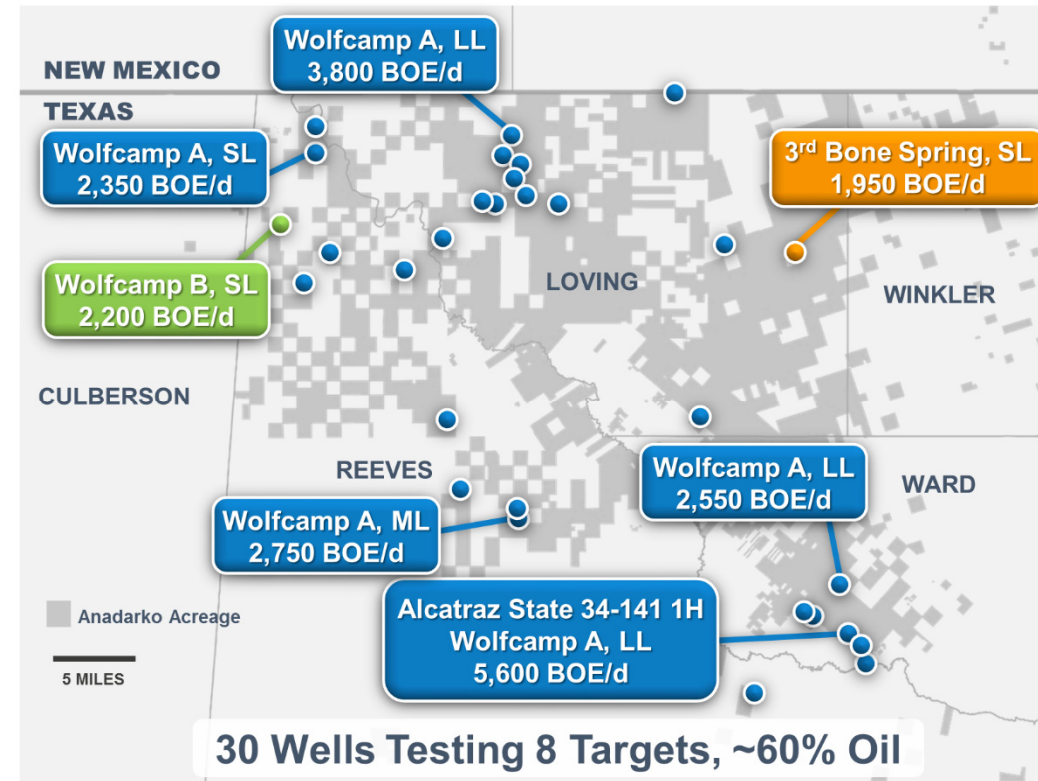 Wolfcamp A, LL
3,800 BOE/d
NEW MEXICO
TEXAS
Wolfcamp A, SL
2,350 BOE/d
3rd Bone Spring, SL
1,950 BOE/d
Wolfcamp B, SL
2,200 BOE/d
LOVING
WINKLER
CULBERSON
REEVES
Wolfcamp A, LL
2,550 BOE/d
WARD
Wolfcamp A, ML
2,750 BOE/d
Alcatraz State 34-141 1H
Wolfcamp A, LL
5,600 BOE/d
Anadarko Acreage
5 MILES
30 Wells Testing 8 Targets, ~60% Oil